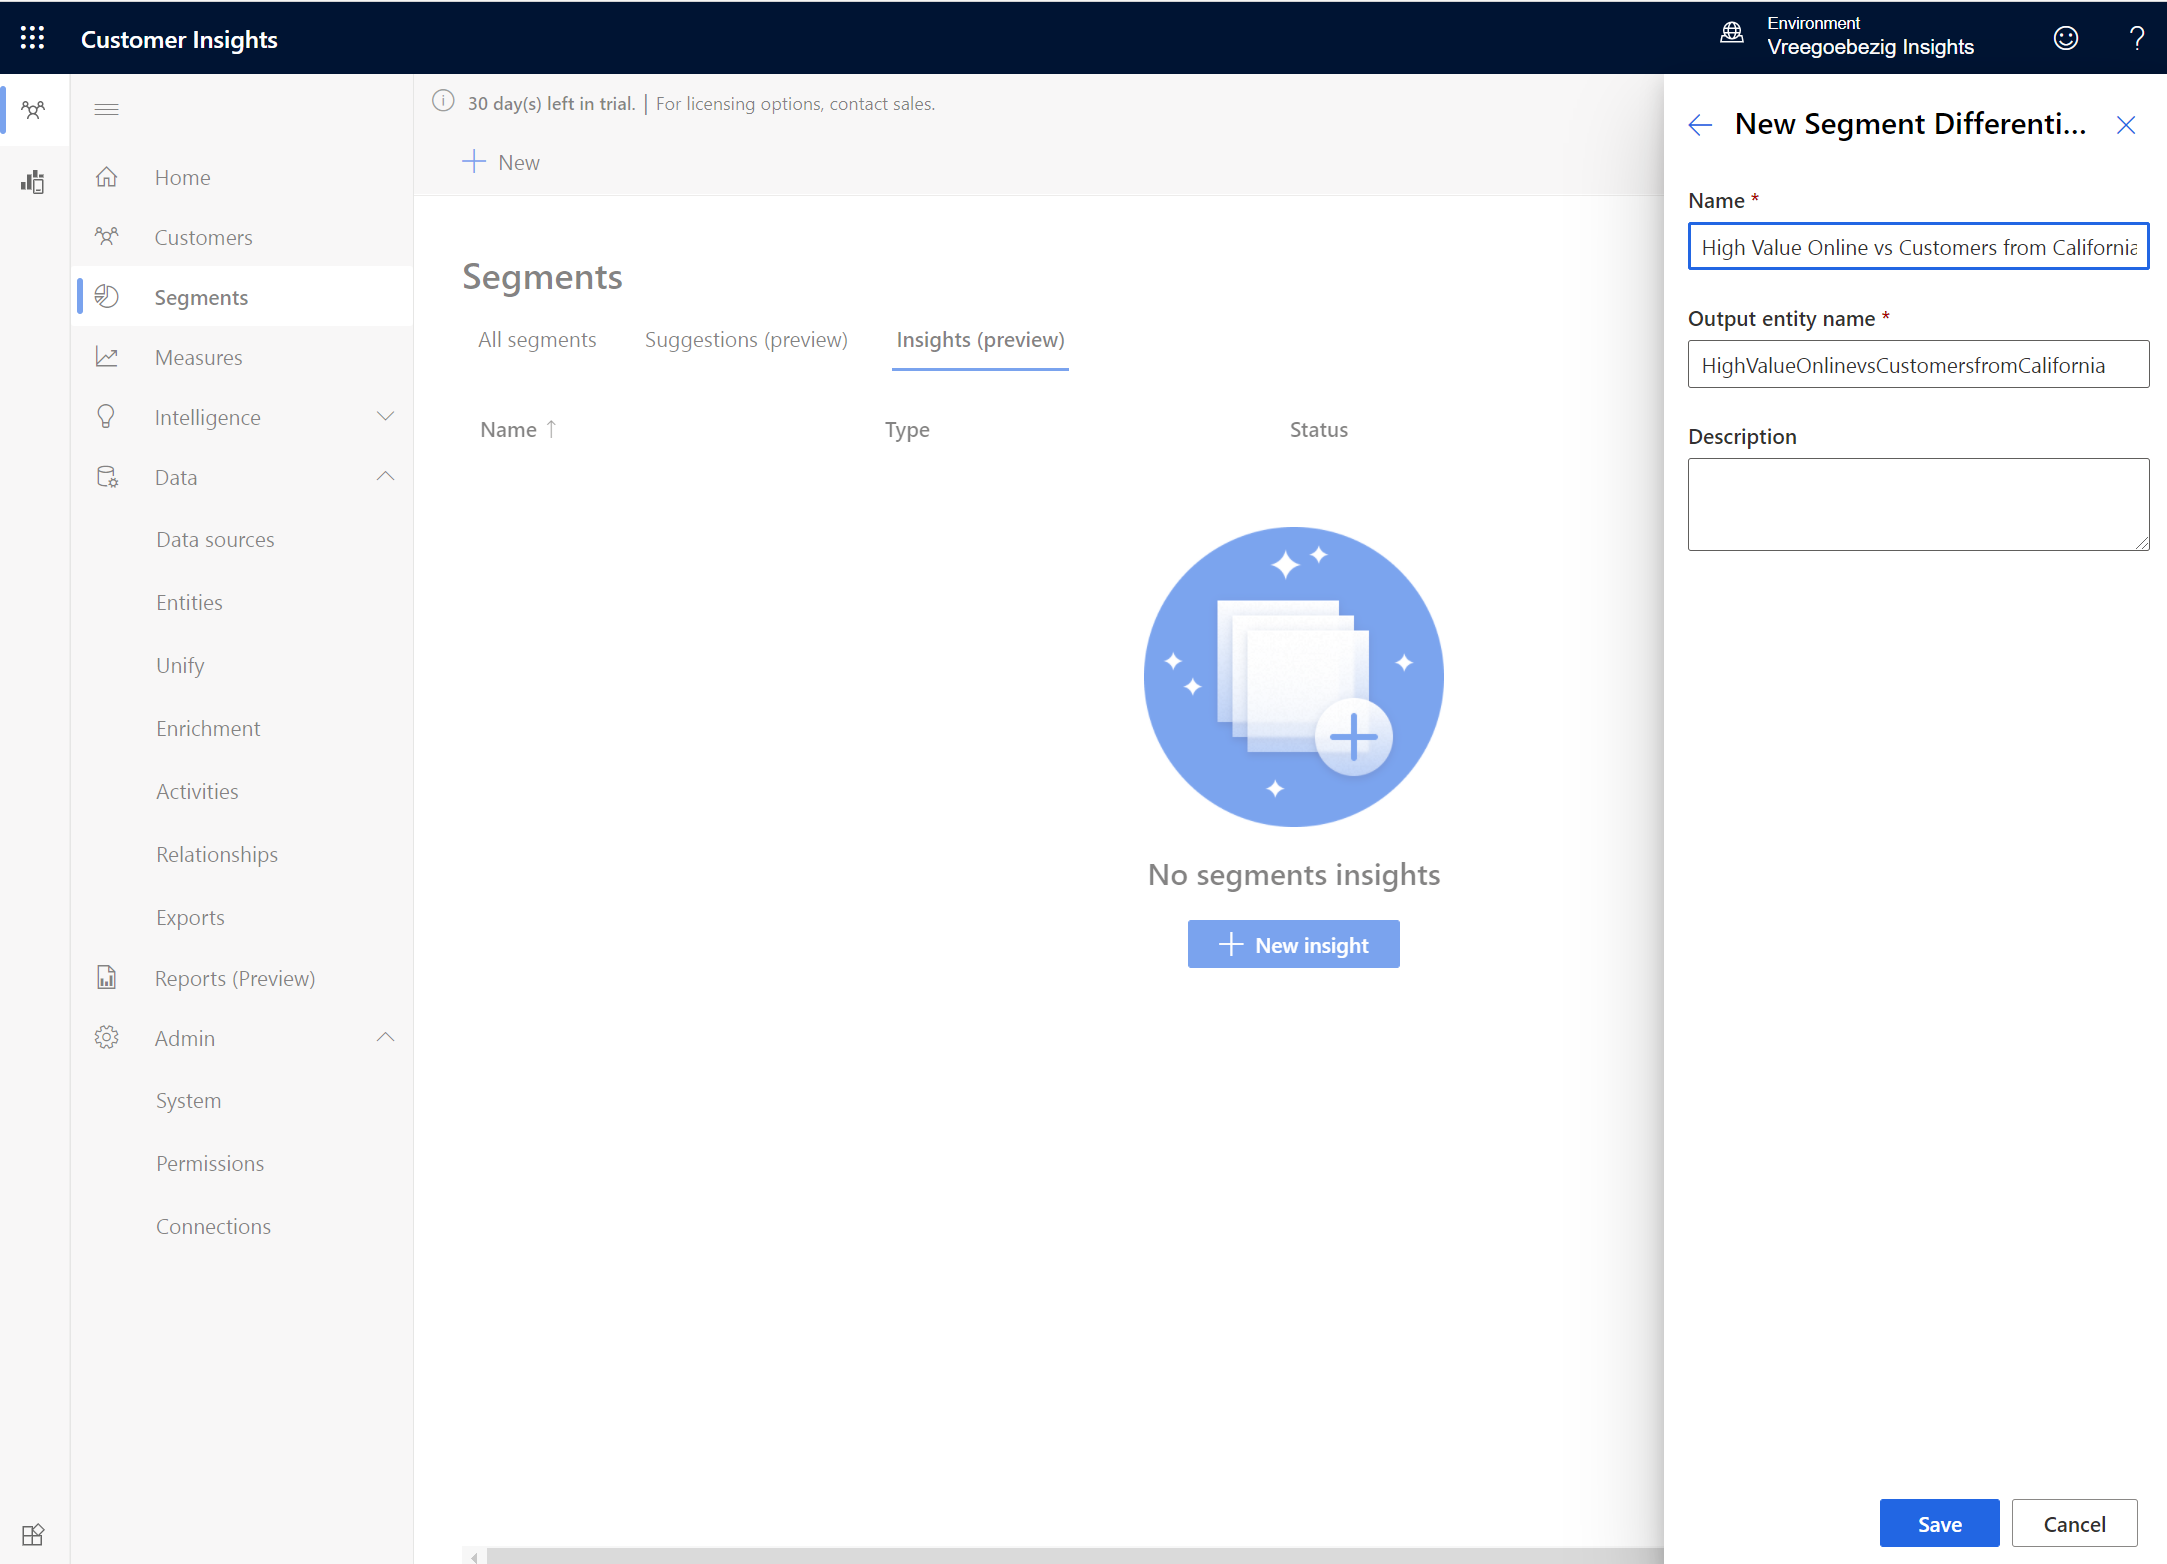 Customer Insights
Environment
Vreegoebezig Insights
?
30 day(s) left in trial. | For licensing options, contact sales.
New
Home
Customers
Segments
Measures
Intelligence
Data
Data sources
Entities
Unify
Enrichment
Activities
Relationships
Exports
Reports (Preview)
Admin
System
Permissions
Connections
Segments
All segments Suggestions (preview) Insights (preview)
Name ↑ Type Status
No segments insights
New insight
New Segment Differenti...
Name *
High Value Online vs Customers from California
Output entity name *
HighValueOnlinevsCustomersfromCalifornia
Description
Save Cancel